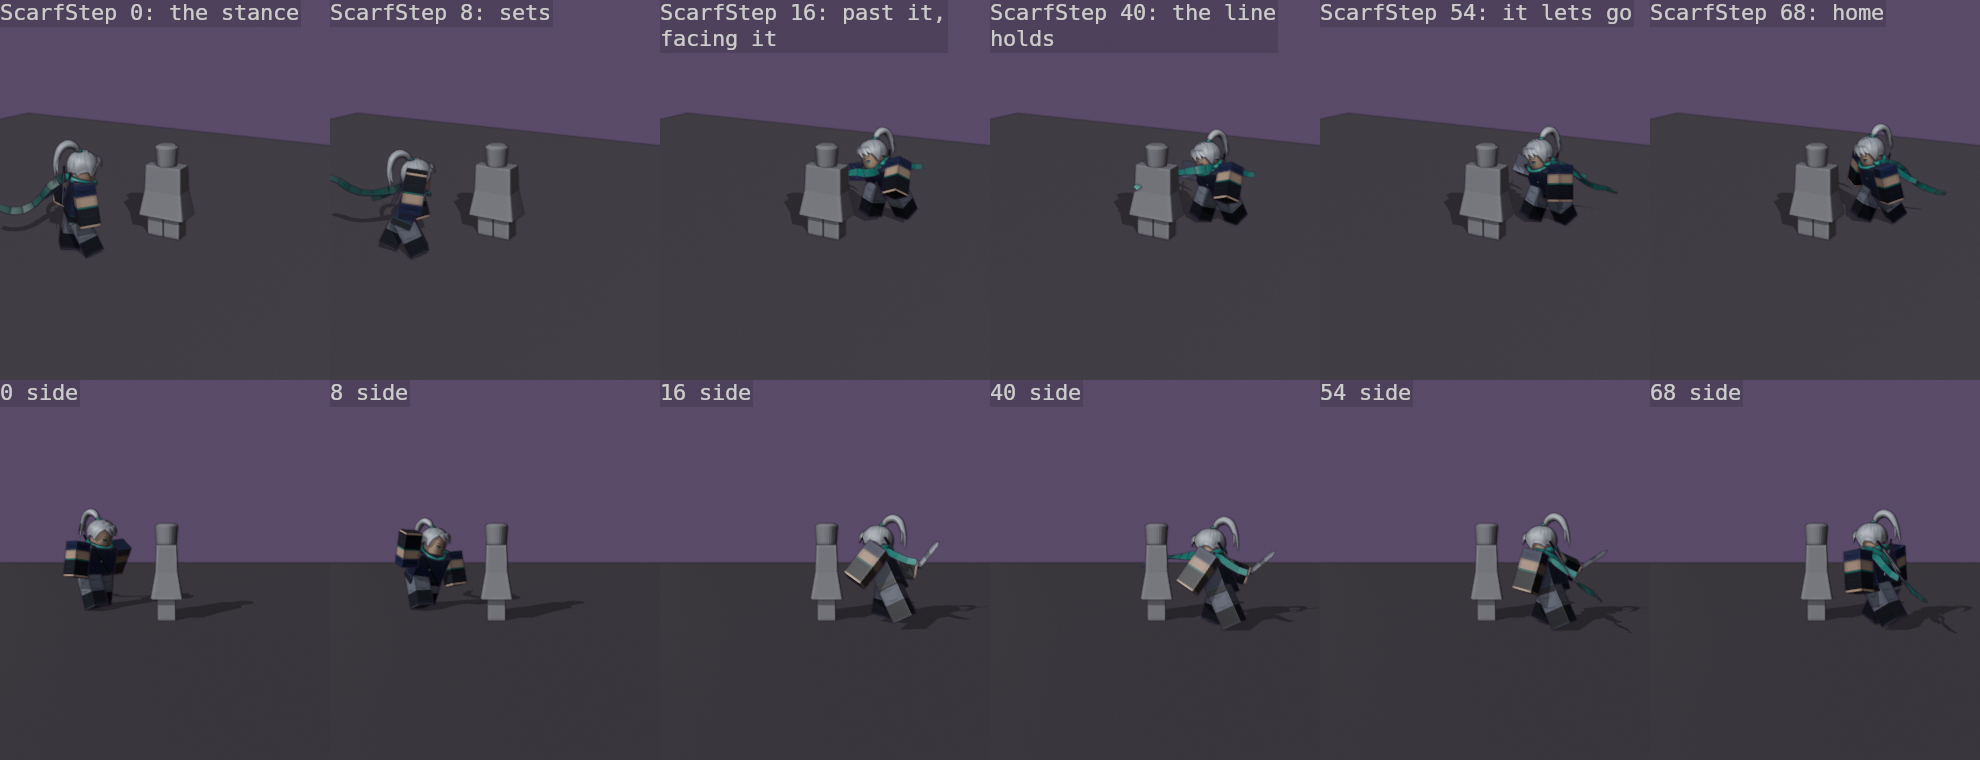 ScarfStep 0: the stance
ScarfStep 8: sets
ScarfStep 16: past it,
facing it
ScarfStep 40: the line
holds
ScarfStep 54: it lets go
ScarfStep 68: home
0 side
8 side
16 side
40 side
54 side
68 side